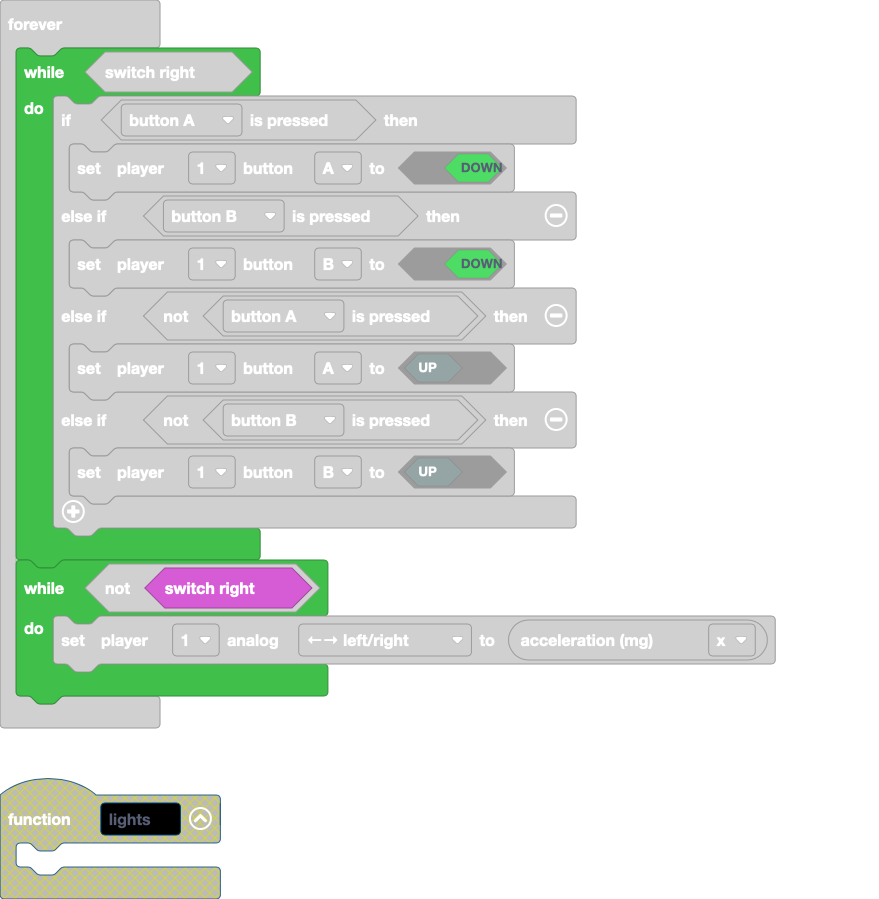 forever
while switch right
do if button A is pressed then
set player 1 button A to DOWN
else if button B is pressed then
set player 1 button B to DOWN
else if not button A is pressed then
set player 1 button A to UP
else if not button B is pressed then
set player 1 button B to UP
while not switch right
do set player 1 analog ←→ left/right to acceleration (mg) x
function lights